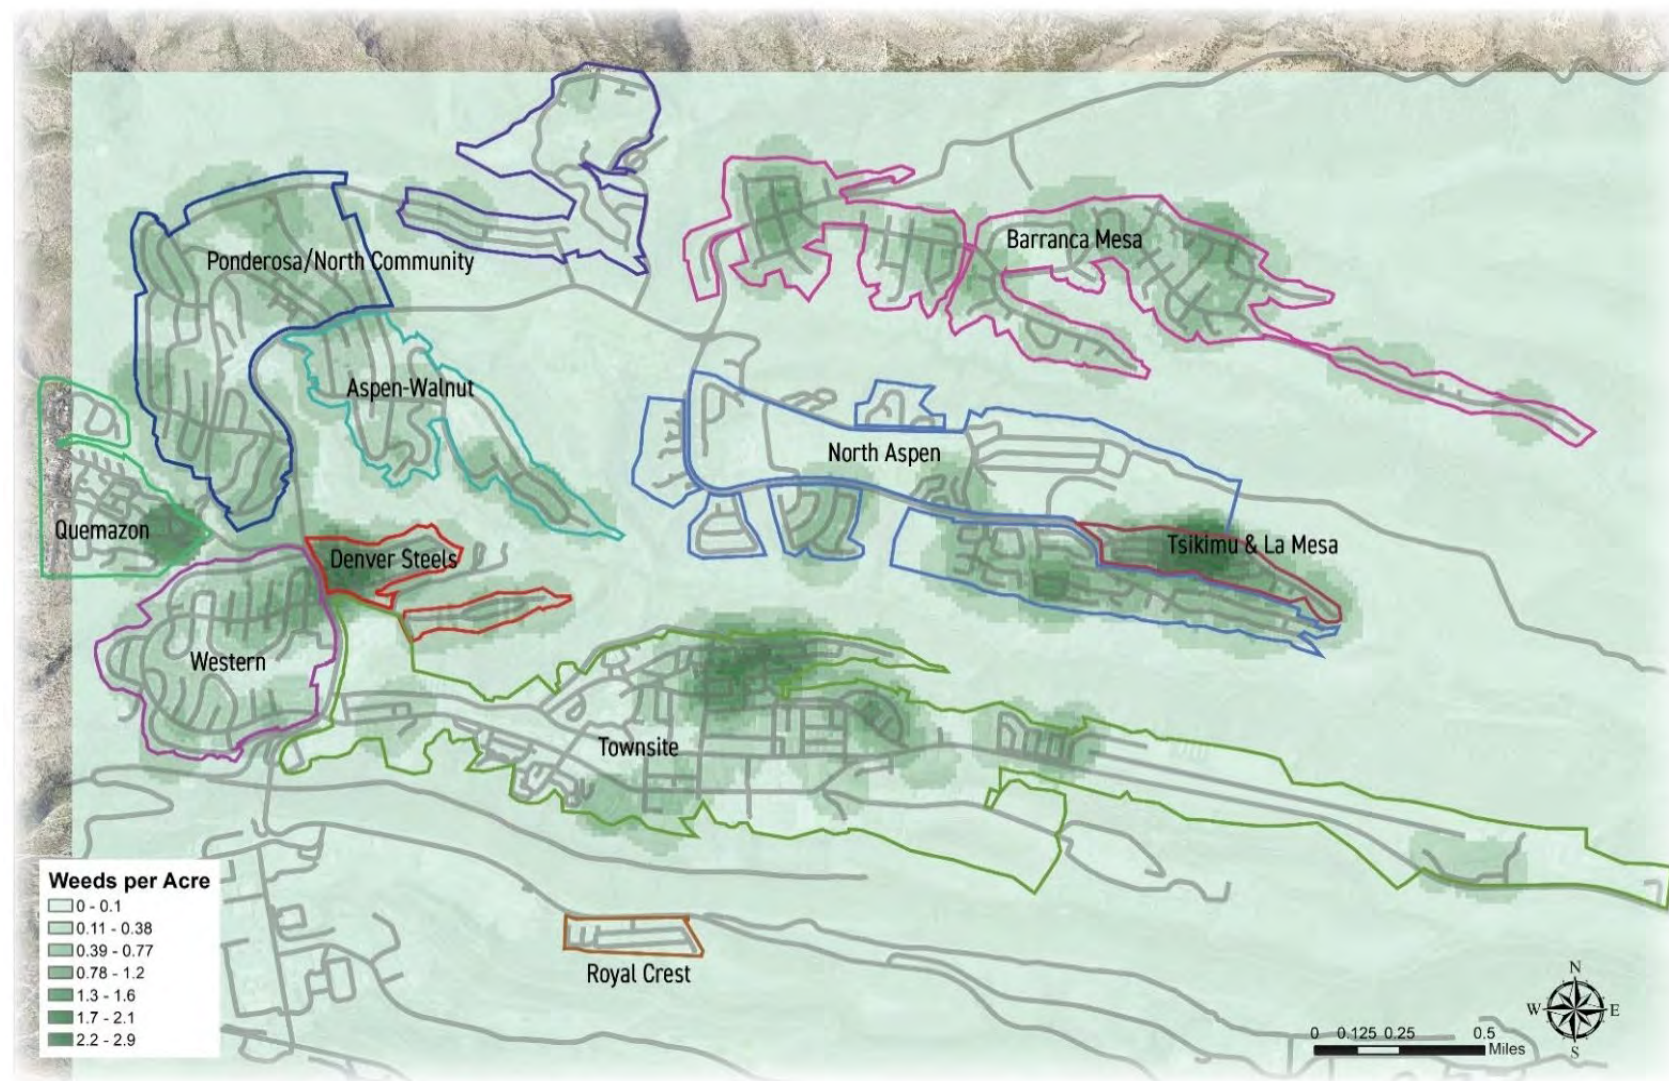 Ponderosa/North Community
Barranca Mesa
Aspen-Walnut
North Aspen
Quemazon
Denver Steels
Tsikimu & La Mesa
Western
Townsite
Royal Crest
Weeds per Acre
0 - 0.1
0.11 - 0.38
0.39 - 0.77
0.78 - 1.2
1.3 - 1.6
1.7 - 2.1
2.2 - 2.9
N
W E
S
0 0.125 0.25 0.5
Miles